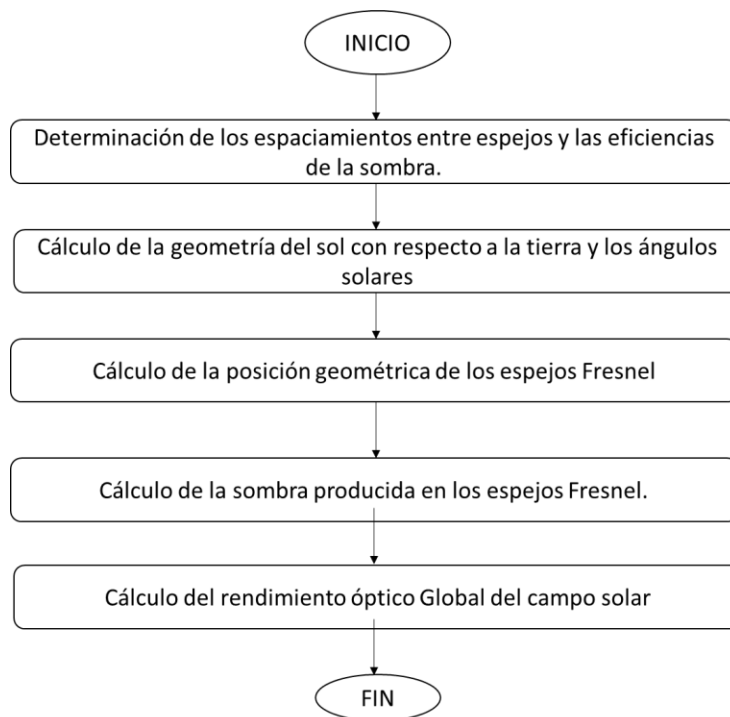 INICIO
Determinación de los espaciamientos entre espejos y las eficiencias
de la sombra.
Cálculo de la geometría del sol con respecto a la tierra y los ángulos
solares
Cálculo de la posición geométrica de los espejos Fresnel
Cálculo de la sombra producida en los espejos Fresnel.
Cálculo del rendimiento óptico Global del campo solar
FIN